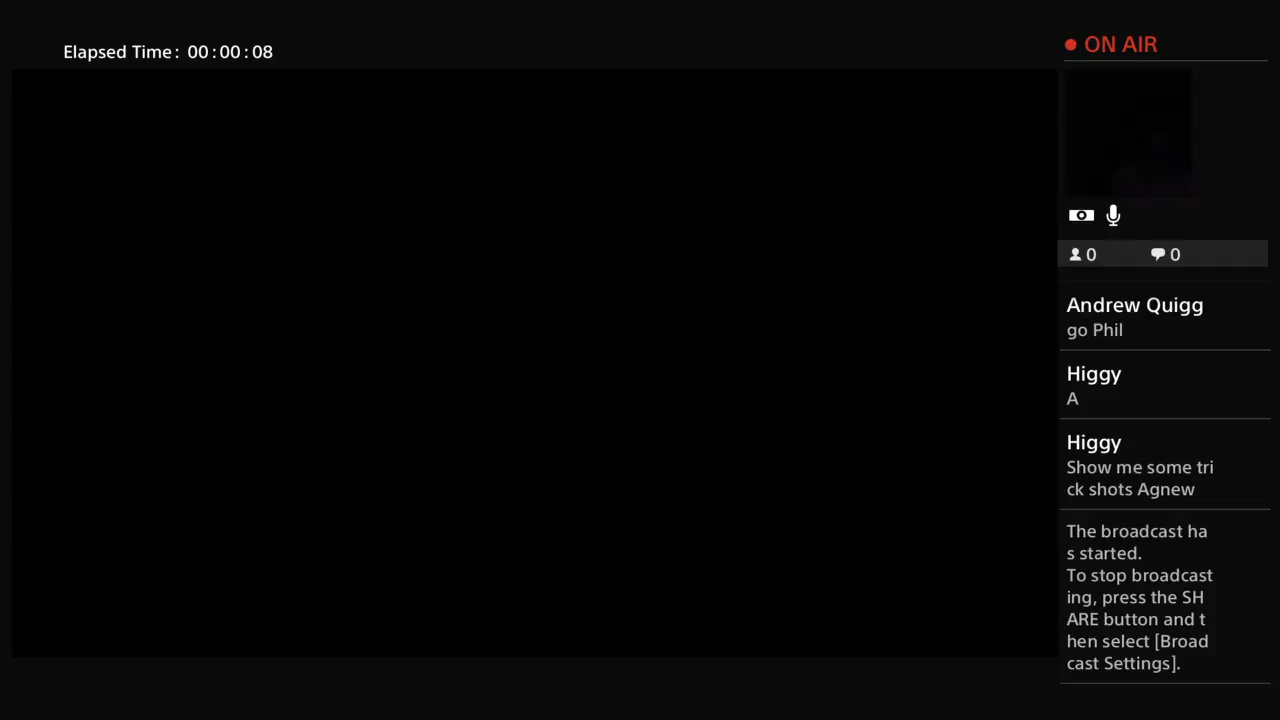 Elapsed Time: 00:00:08
ON AIR
0 0
Andrew Quigg
go Phil
Higgy
A
Higgy
Show me some tri
ck shots Agnew
The broadcast ha
s started.
To stop broadcast
ing, press the SH
ARE button and t
hen select [Broad
cast Settings].